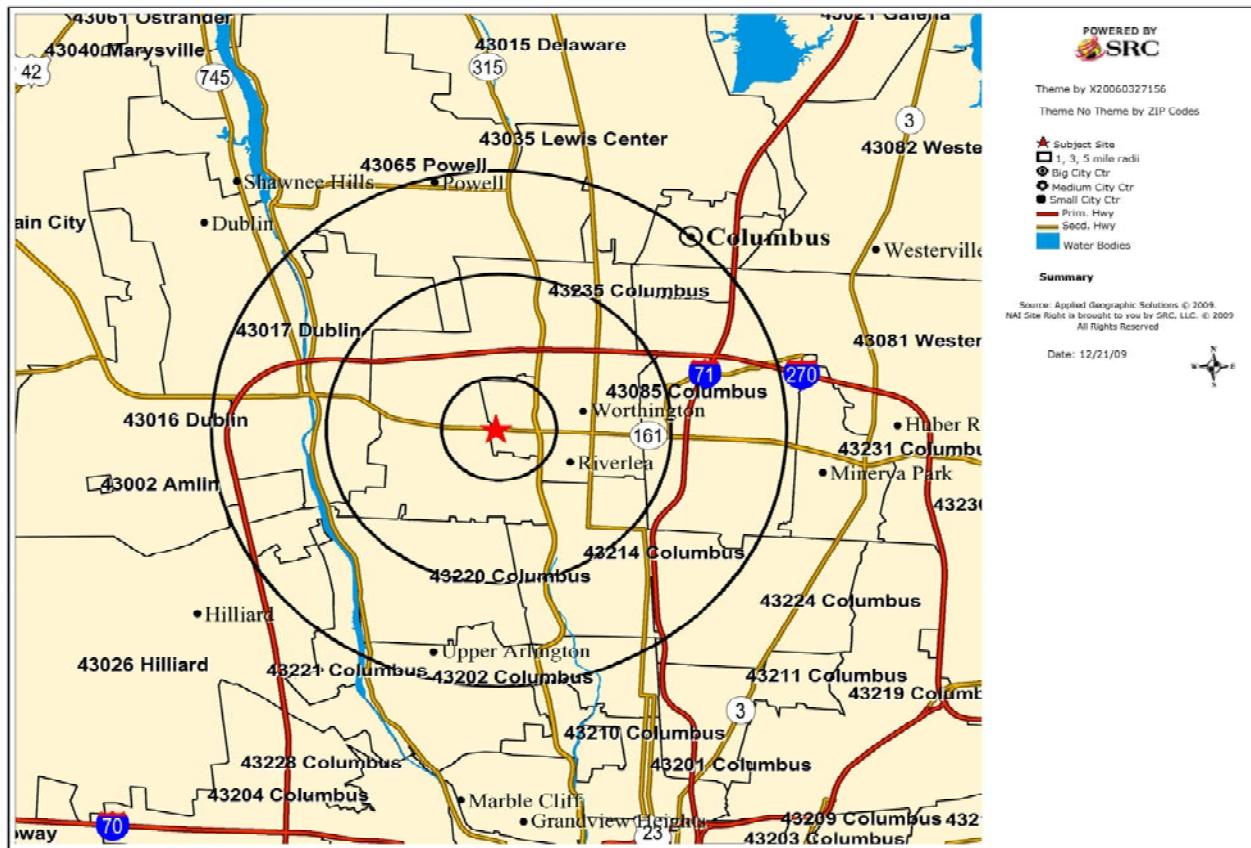 43061 Ostrander
43021 Galena
43040 Marysville
43015 Delaware
42
745
315
3
43035 Lewis Center
43082 Weste
43065 Powell
Shawnee Hills
Powell
ain City
Dublin
Columbus
Westerville
43235 Columbus
43017 Dublin
43081 Wester
71
270
43085 Columbus
43016 Dublin
Worthington
161
Huber R
43231 Columbu
Riverlea
Minerva Park
43002 Amlin
43230
43214 Columbus
43220 Columbus
43224 Columbus
Hilliard
Upper Arlington
43026 Hilliard
43221 Columbus
43202 Columbus
43211 Columbus
43219 Columb
3
43210 Columbus
43228 Columbus
43201 Columbus
43204 Columbus
Marble Cliff
Grandview Heights
43209 Columbus
4321
oway
70
23
43203 Columbus
POWERED BY
SRC
Theme by X20060327156
Theme No Theme by ZIP Codes
Subject Site
1, 3, 5 mile radii
Big City Ctr
Medium City Ctr
Small City Ctr
Prim. Hwy
Secd. Hwy
Water Bodies
Summary
Source: Applied Geographic Solutions © 2009.
NAI Site Right is brought to you by SRC, LLC. © 2009
All Rights Reserved
Date: 12/21/09
N
W E
S